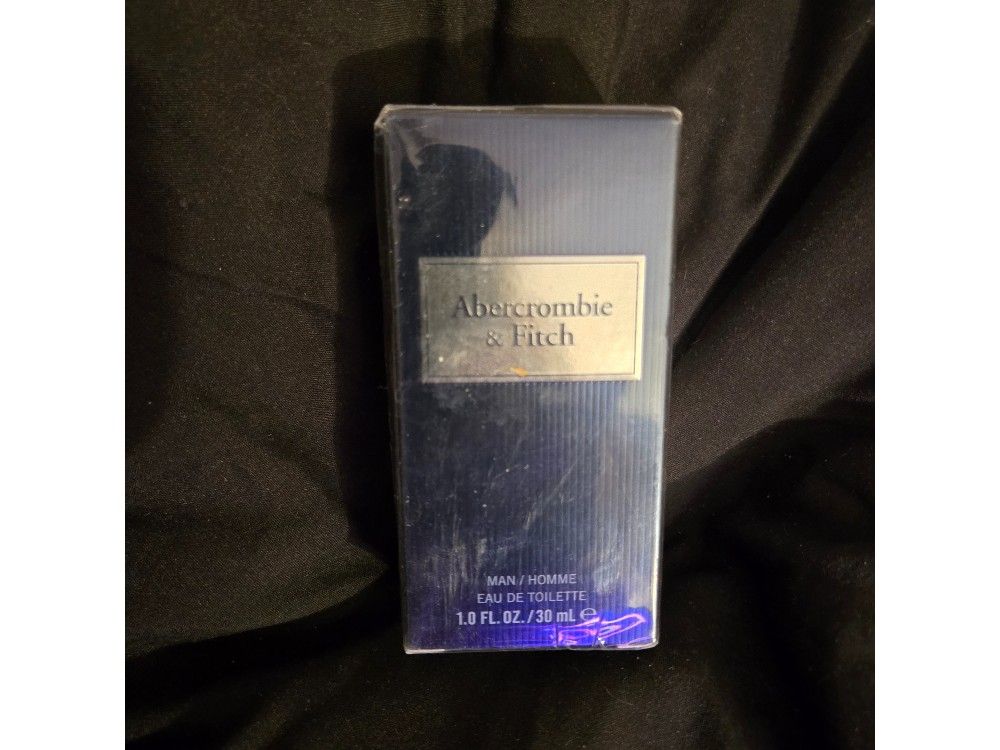 Abercrombie
& Fitch
MAN / HOMME
EAU DE TOILETTE
1.0 FL. OZ. / 30 mL ℮